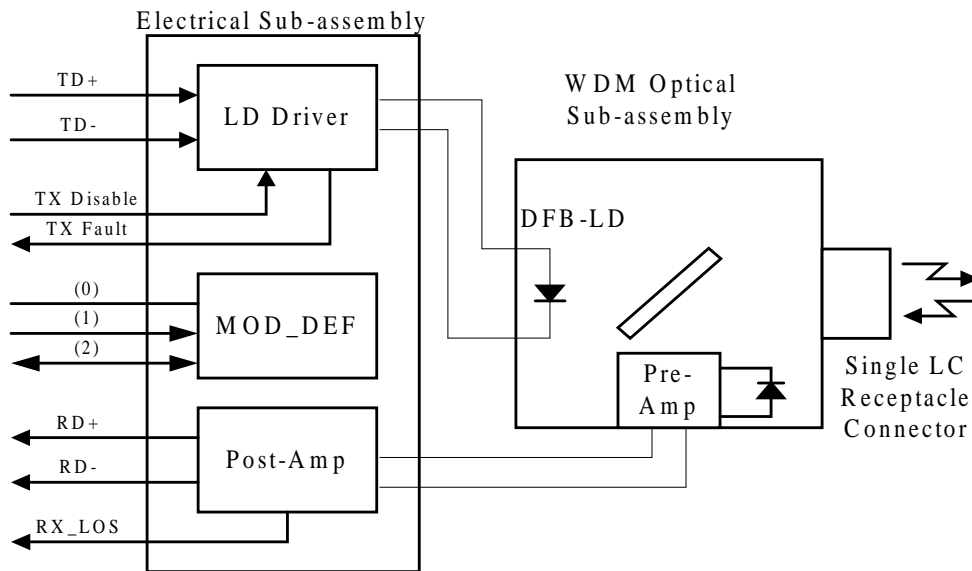 Electrical Sub-assembly
TD+
TD-
LD Driver
TX Disable
TX Fault
(0)
(1)
(2)
MOD_DEF
RD+
RD-
Post-Amp
RX_LOS
WDM Optical
Sub-assembly
DFB-LD
Pre-
Amp
Single LC
Receptacle
Connector